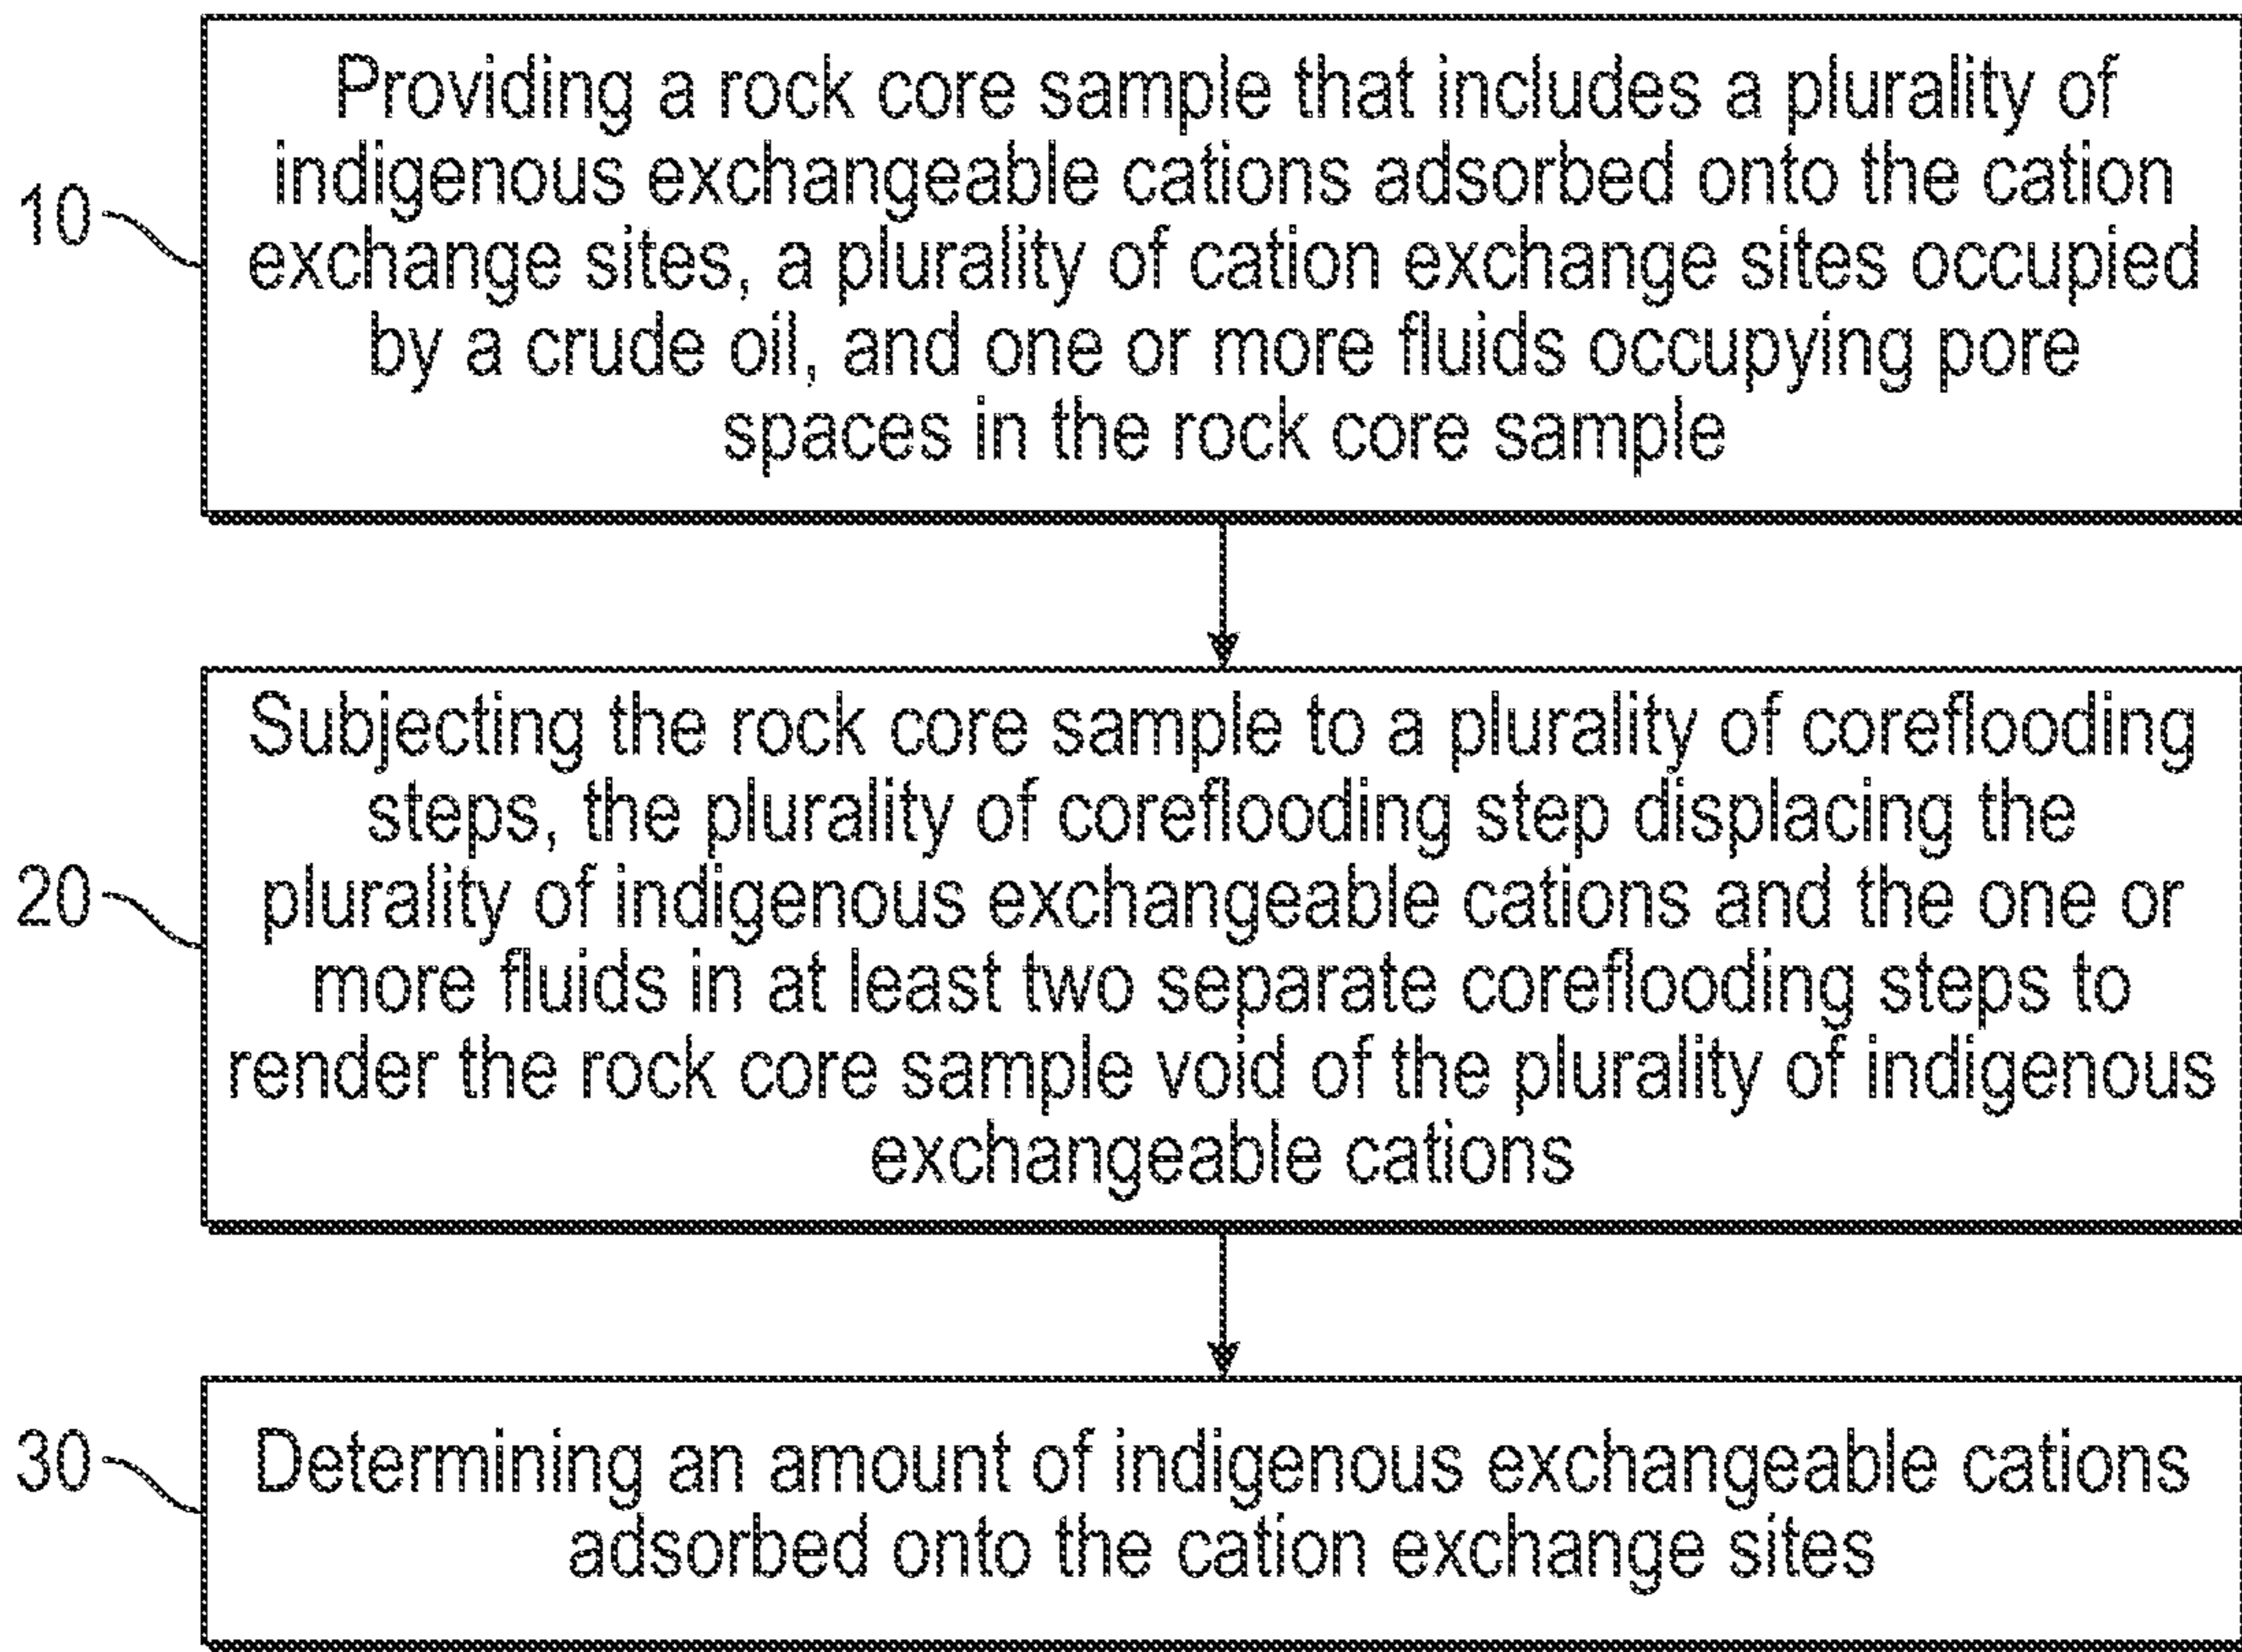 Providing a rock core sample that includes a plurality of
indigenous exchangeable cations adsorbed onto the cation
exchange sites, a plurality of cation exchange sites occupied
by a crude oil, and one or more fluids occupying pore
spaces in the rock core sample
10
Subjecting the rock core sample to a plurality of coreflooding
steps, the plurality of coreflooding step displacing the
plurality of indigenous exchangeable cations and the one or
more fluids in at least two separate coreflooding steps to
render the rock core sample void of the plurality of indigenous
exchangeable cations
20
Determining an amount of indigenous exchangeable cations
adsorbed onto the cation exchange sites
30